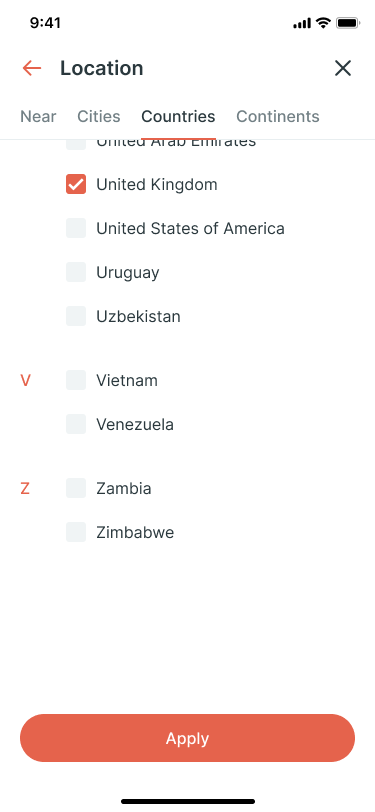 9:41
Location
Near Cities Countries Continents
United Arab Emirates
United Kingdom
United States of America
Uruguay
Uzbekistan
V Vietnam
Venezuela
Z Zambia
Zimbabwe
Apply